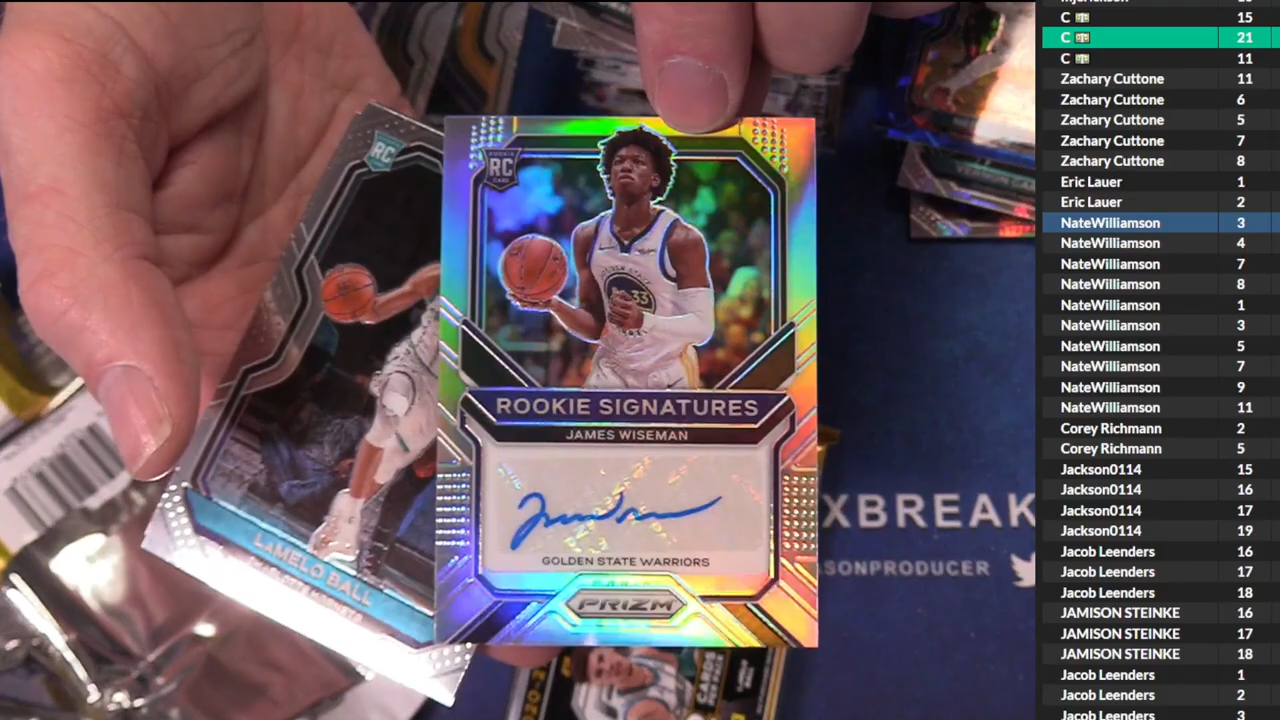 C 15
C 21
C 11
Zachary Cuttone 11
Zachary Cuttone 6
Zachary Cuttone 5
Zachary Cuttone 7
Zachary Cuttone 8
Eric Lauer 1
Eric Lauer 2
NateWilliamson 3
NateWilliamson 4
NateWilliamson 7
NateWilliamson 8
NateWilliamson 1
NateWilliamson 3
NateWilliamson 5
NateWilliamson 7
NateWilliamson 9
NateWilliamson 11
Corey Richmann 2
Corey Richmann 5
Jackson0114 15
Jackson0114 16
Jackson0114 17
Jackson0114 19
Jacob Leenders 16
Jacob Leenders 17
Jacob Leenders 18
JAMISON STEINKE 16
JAMISON STEINKE 17
JAMISON STEINKE 18
Jacob Leenders 1
Jacob Leenders 2
Jacob Leenders 3
RC
LAMELO BALL
ROOKIE
RC
CARD
33
ROOKIE SIGNATURES
JAMES WISEMAN
GOLDEN STATE WARRIORS
PRIZM
XBREAK
SONPRODUCER